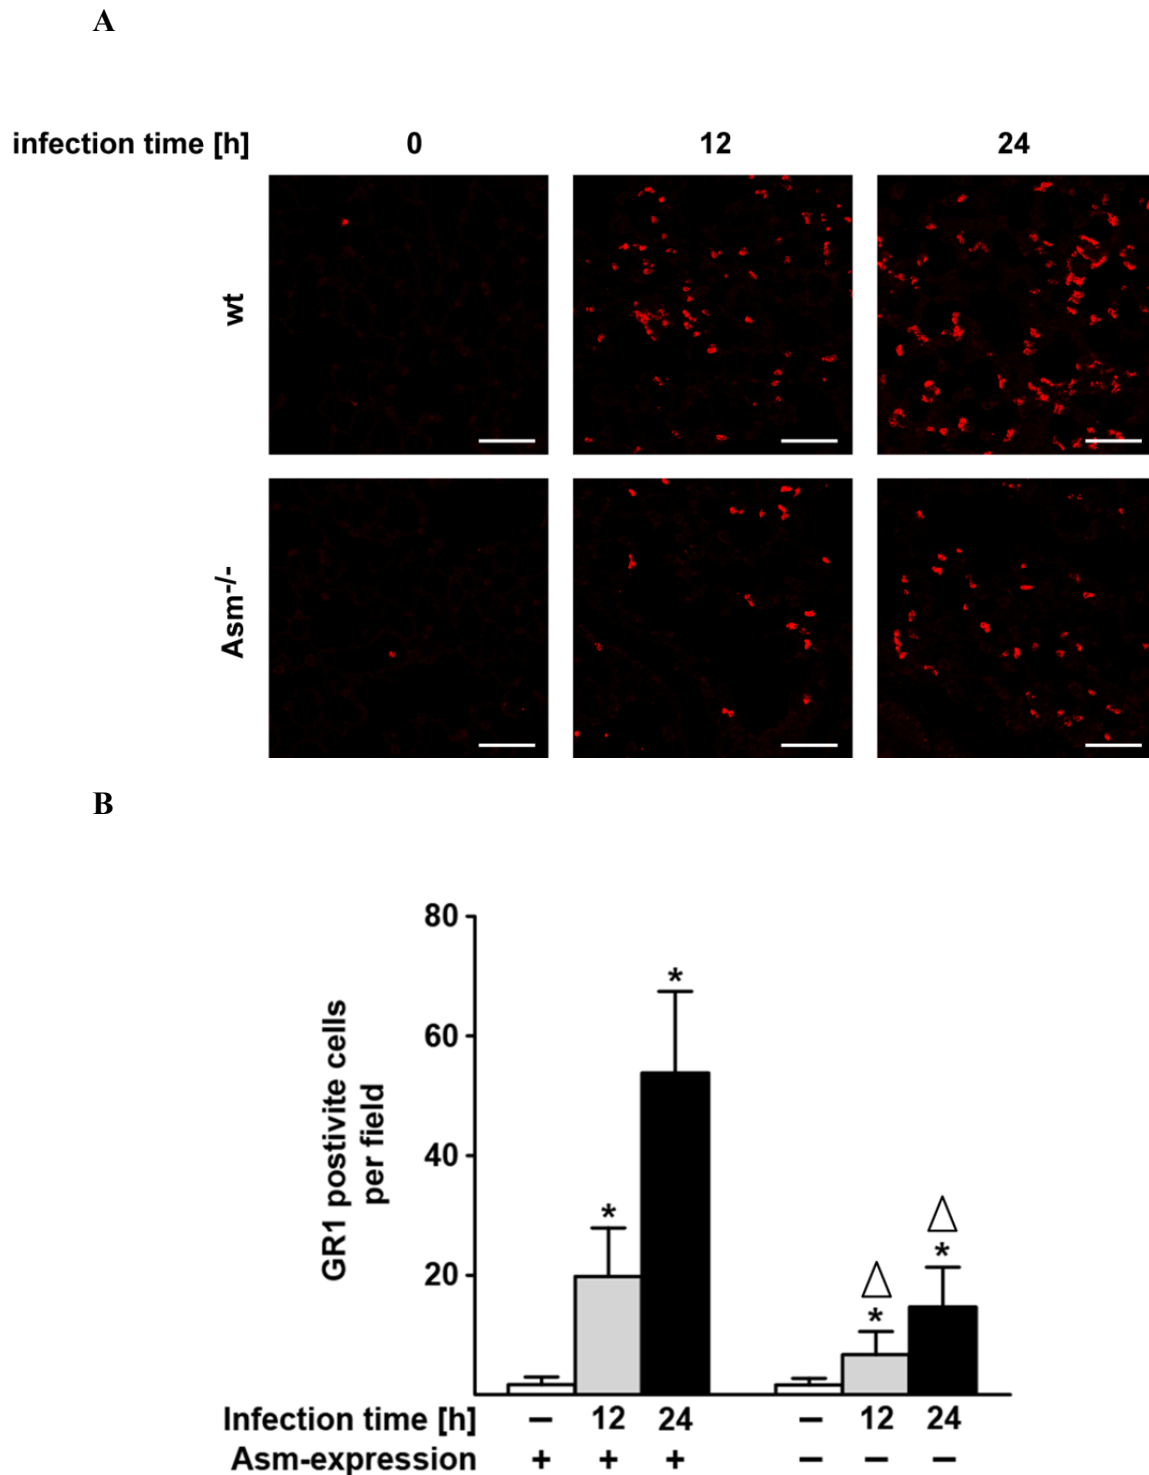 A
infection time [h] 0 12 24
wt
Asm-/-
B
80
60
40
20
GR1 postivite cells
per field
* * * * △ △
Infection time [h] – 12 24 – 12 24
Asm-expression + + + – – –